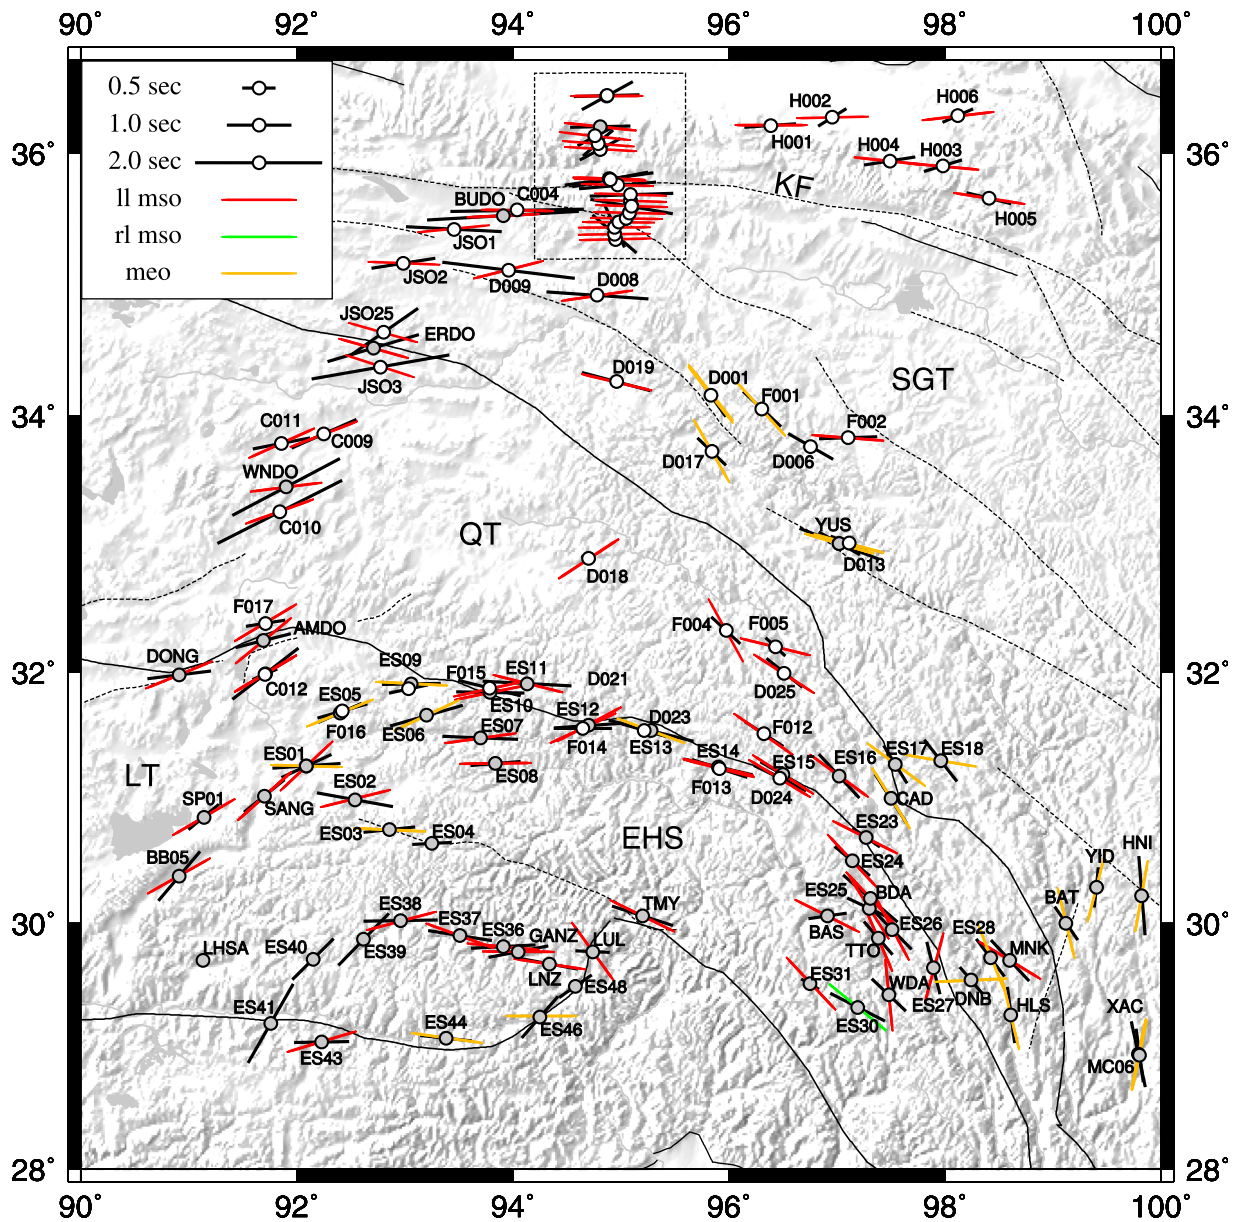 90° 92° 94° 96° 98° 100°
0.5 sec
1.0 sec
2.0 sec
ll mso
rl mso
meo
36° 36°
34° 34°
32° 32°
30° 30°
28° 28°
H002 H006
H001
H004 H003
KF
H005
BUDO C004
JSO1
JSO2
D009 D008
JSO25
ERDO
JSO3
D019 D001
F001
SGT
F002
C011
C009
D017 D006
WNDO
C010
QT
YUS
D013
D018
F017
AMDO
F004 F005
DONG
ES09 F015 ES11 D021
C012
D025
ES05
ES10
ES12 D023
F016
ES06
ES07
F014 ES13
F012
ES01
ES08
ES14 ES15 ES16 ES17 ES18
LT
ES02
F013
D024
SP01 SANG
CAD
ES03 ES04
EHS
ES23
HNI
BB05
ES24
YID
ES25 BDA
BAT
ES38 ES37 ES36 GANZ LUL TMY
BAS ES26
LHSA ES40 ES39
TT
ES28 MNK
LNZ
ES48
ES31 WDA
ES27 DNB HLS
ES41
ES44 ES46
ES30
XAC
ES43
MC06
90° 92° 94° 96° 98° 100°